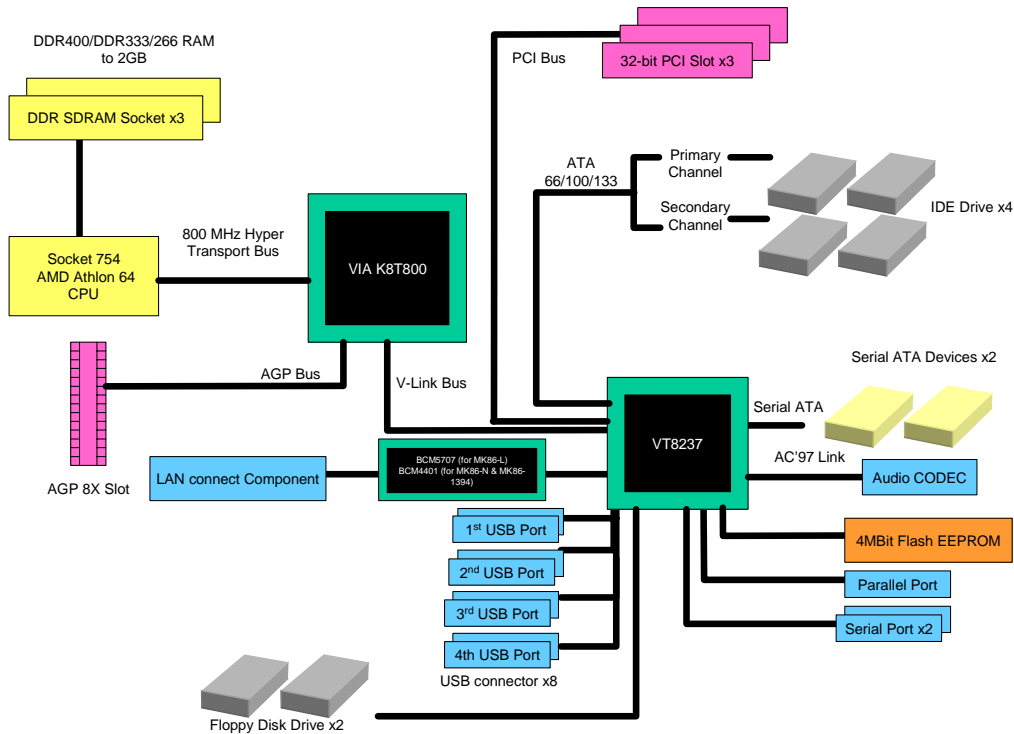 DDR400/DDR333/266 RAM
to 2GB
DDR SDRAM Socket x3
PCI Bus
32-bit PCI Slot x3
ATA
66/100/133
Primary
Channel
Secondary
Channel
IDE Drive x4
800 MHz Hyper
Transport Bus
Socket 754
AMD Athlon 64
CPU
VIA K8T800
AGP Bus
V-Link Bus
AGP 8X Slot
Serial ATA Devices x2
Serial ATA
VT8237
AC'97 Link
Audio CODEC
BCM5707 (for MK86-L)
BCM4401 (for MK86-N & MK86-
1394)
LAN connect Component
1st USB Port
2nd USB Port
3rd USB Port
4th USB Port
USB connector x8
4MBit Flash EEPROM
Parallel Port
Serial Port x2
Floppy Disk Drive x2